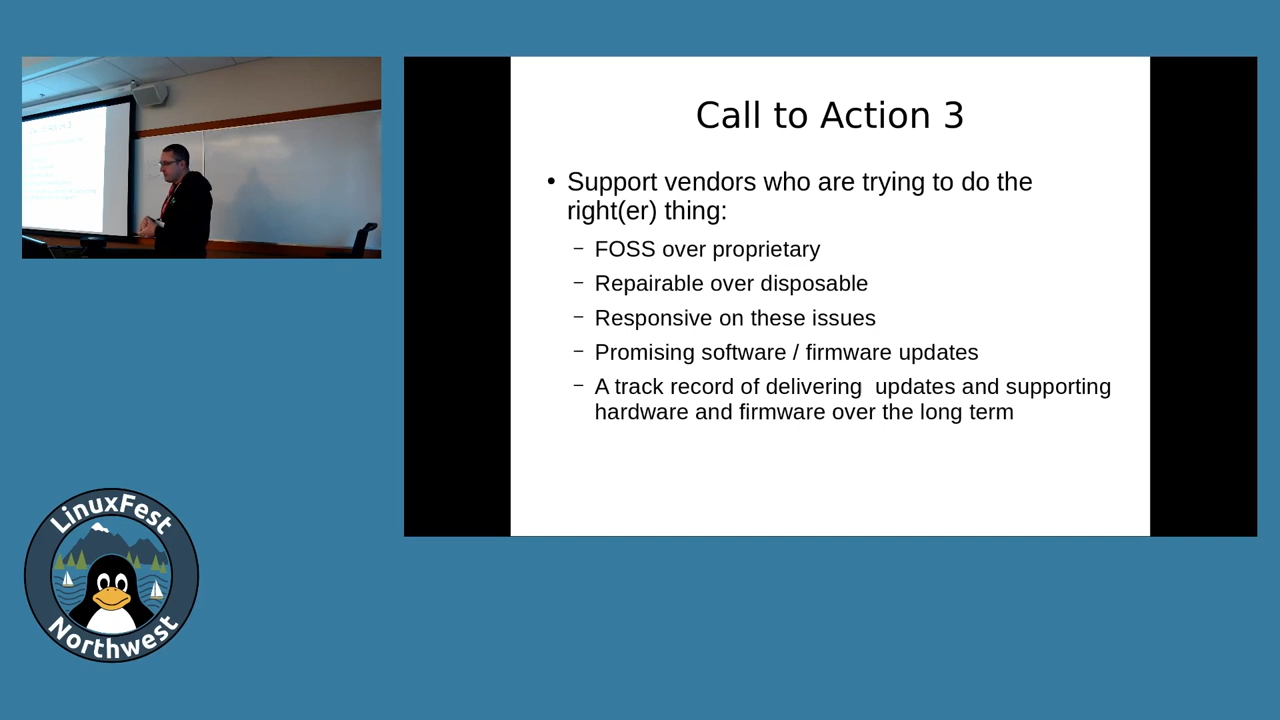 Call to Action 3
• Support vendors who are trying to do the
right(er) thing:
– FOSS over proprietary
– Repairable over disposable
– Responsive on these issues
– Promising software / firmware updates
– A track record of delivering  updates and supporting
hardware and firmware over the long term
LinuxFest
Northwest